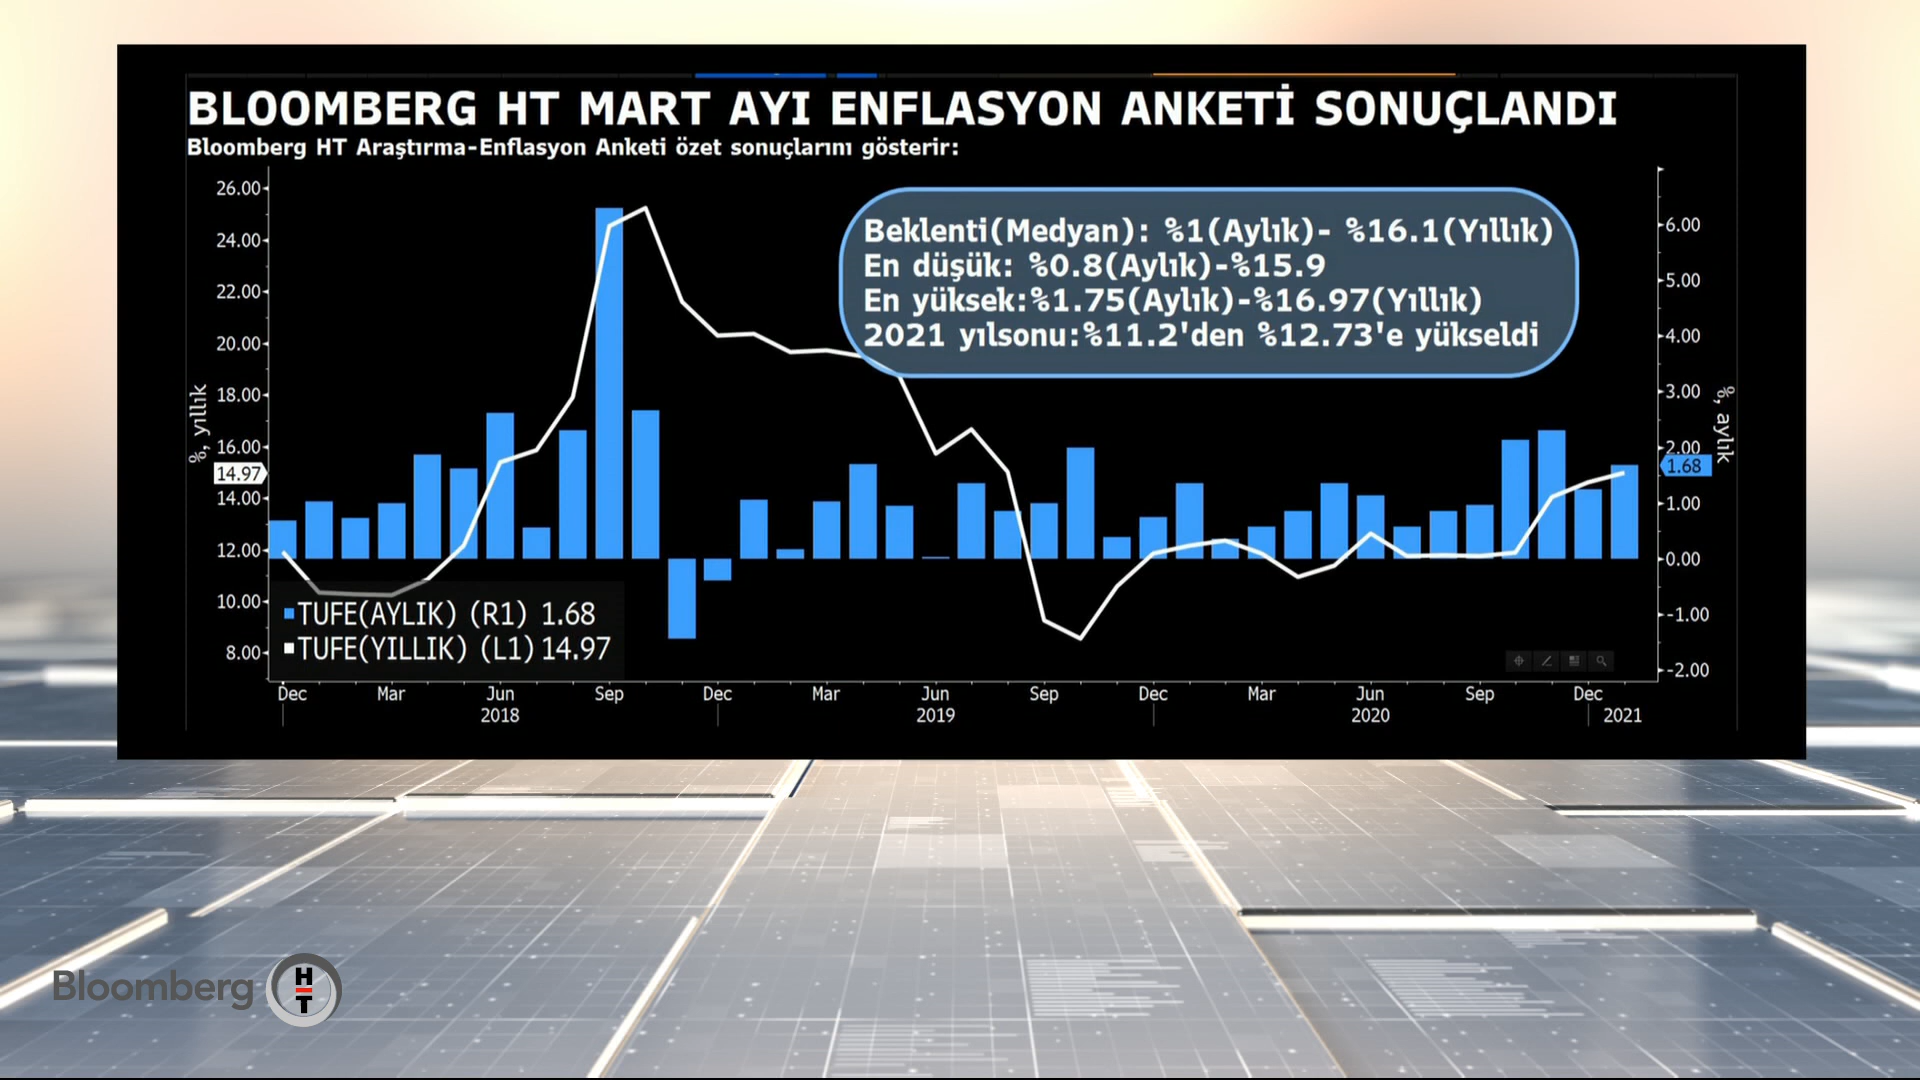 BLOOMBERG HT MART AYI ENFLASYON ANKETİ SONUÇLANDI
Bloomberg HT Araştırma-Enflasyon Anketi özet sonuçlarını gösterir:
Beklenti(Medyan): %1(Aylık)- %16.1(Yıllık)
En düşük: %0.8(Aylık)-%15.9
En yüksek:%1.75(Aylık)-%16.97(Yıllık)
2021 yılsonu:%11.2'den %12.73'e yükseldi
%, yıllık
26.00
24.00
22.00
20.00
18.00
16.00
14.97
14.00
12.00
10.00
8.00
%, aylık
6.00
5.00
4.00
3.00
2.00
1.68
1.00
0.00
-1.00
-2.00
TUFE(AYLIK) (R1) 1.68
TUFE(YILLIK) (L1) 14.97
Dec Mar Jun Sep Dec Mar Jun Sep Dec Mar Jun Sep Dec
2018 2019 2020 2021
Bloomberg HT